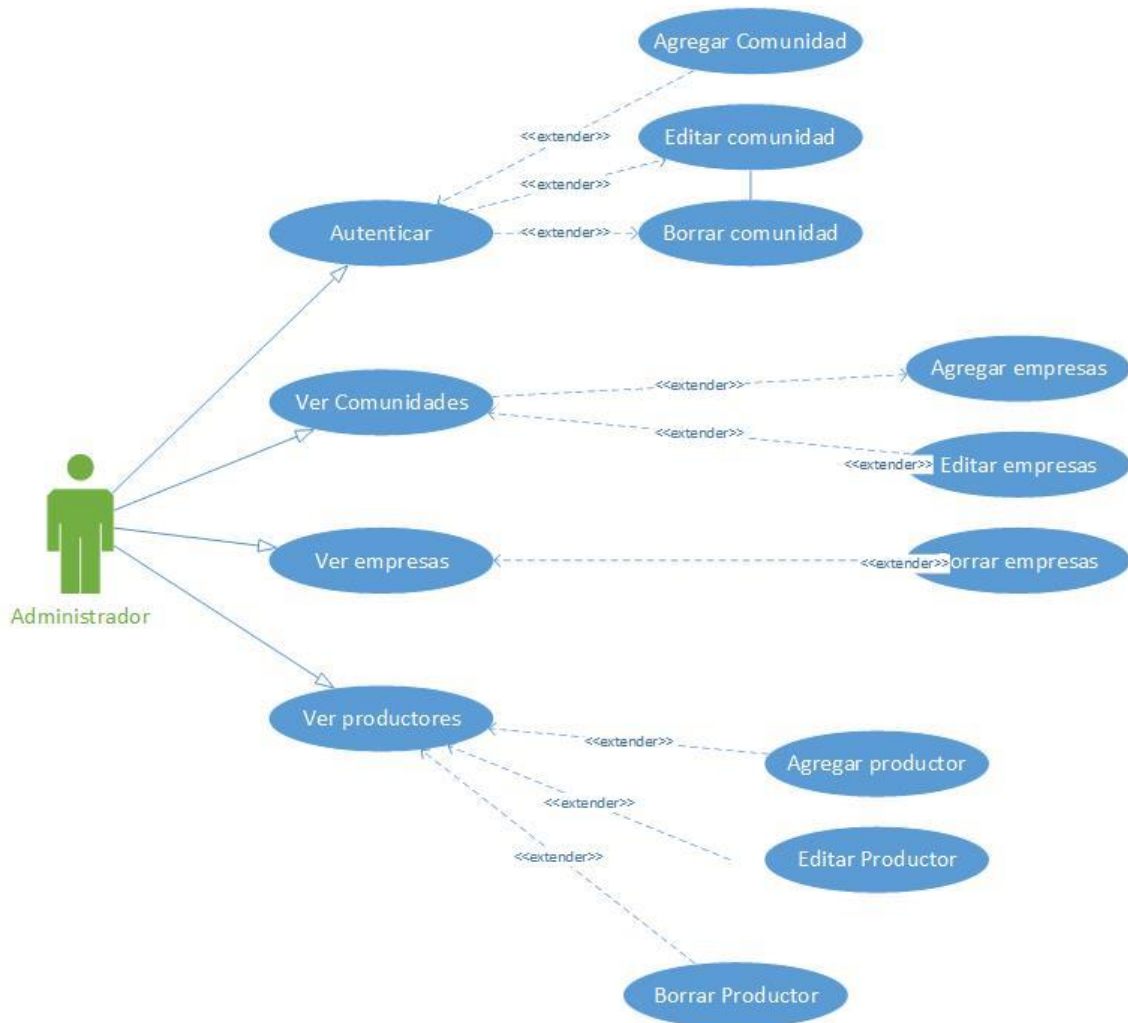 Agregar Comunidad
<<extender>>
Editar comunidad
<<extender>>
Autenticar
<<extender>>
Borrar comunidad
Agregar empresas
<<extender>>
Ver Comunidades
<<extender>>
<<extender>>
Editar empresas
Ver empresas
<<extender>>
orrar empresas
Administrador
Ver productores
<<extender>>
Agregar productor
<<extender>>
<<extender>>
Editar Productor
Borrar Productor